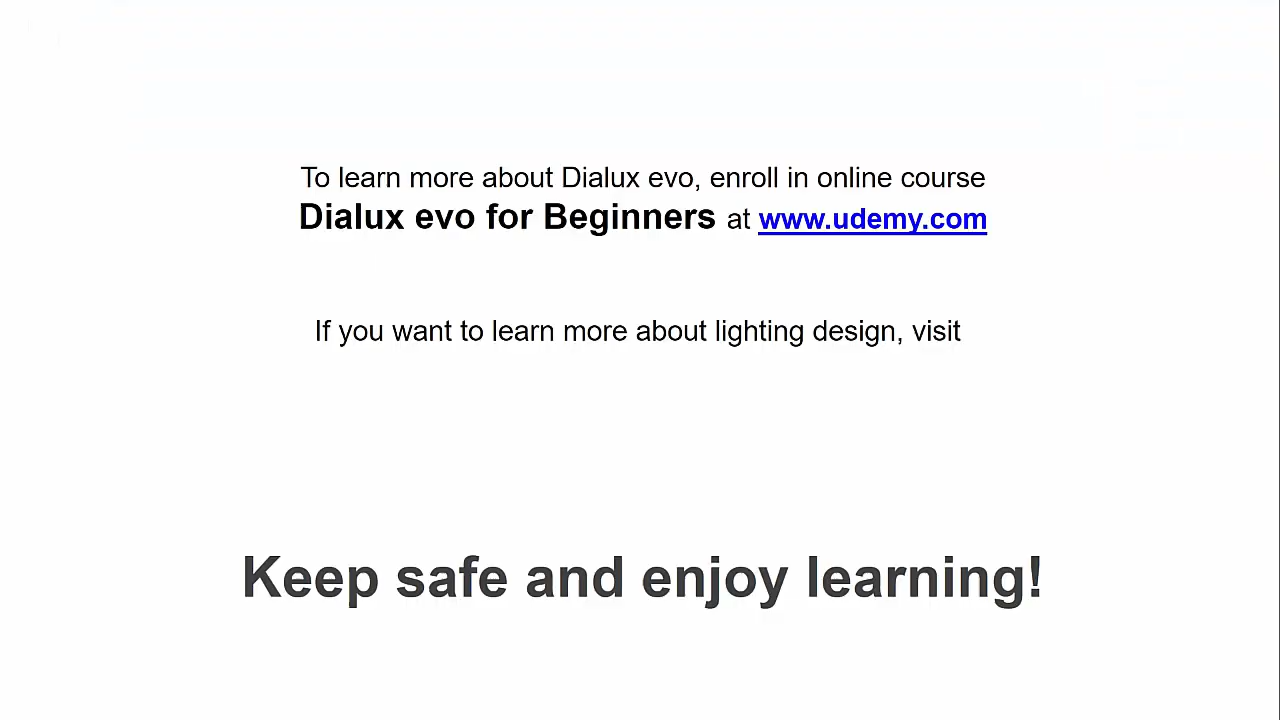 To learn more about Dialux evo, enroll in online course
Dialux evo for Beginners at www.udemy.com
If you want to learn more about lighting design, visit
Keep safe and enjoy learning!